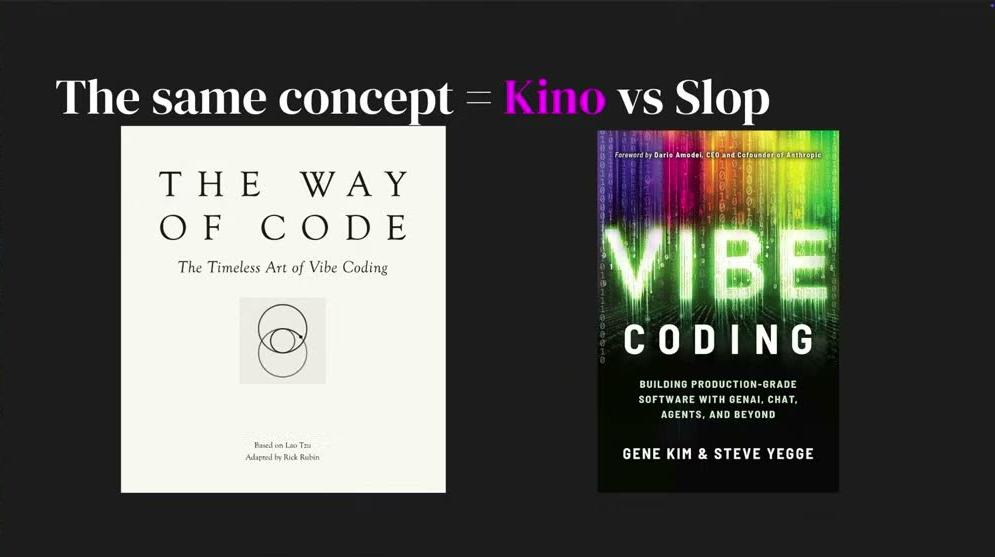 The same concept = Kino vs Slop
THE WAY
OF CODE
The Timeless Art of Vibe Coding
Based on Lao Tzu
Adapted by Rick Rubin
Foreword by Dario Amodei, CEO and Cofounder of Anthropic
VIBE
CODING
BUILDING PRODUCTION-GRADE
SOFTWARE WITH GENAI, CHAT,
AGENTS, AND BEYOND
GENE KIM & STEVE YEGGE